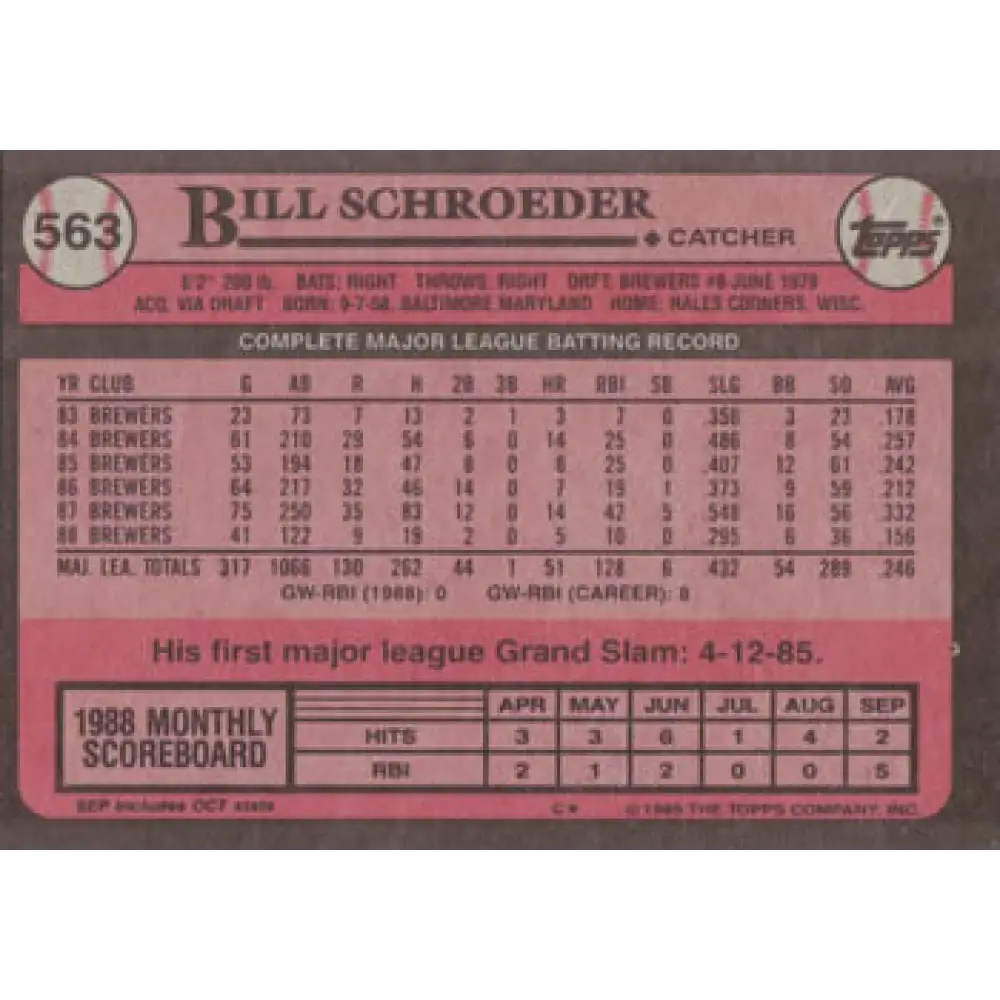 563
BILL SCHROEDER
◆ CATCHER
Topps®
6'2" 200 lb. BATS: RIGHT THROWS: RIGHT DRFT: BREWERS #8-JUNE 1979
ACQ. VIA DRAFT BORN: 9-7-58, BALTIMORE, MARYLAND HOME: HALES CORNERS, WISC.
COMPLETE MAJOR LEAGUE BATTING RECORD
YR CLUB G AB R H 2B 3B HR RBI SB SLG BB SO AVG
83 BREWERS 23 73 7 13 2 1 3 7 0 .356 3 23 .178
84 BREWERS 61 210 29 54 6 0 14 25 0 .486 8 54 .257
85 BREWERS 53 194 18 47 8 0 8 25 0 .407 12 61 .242
86 BREWERS 64 217 32 46 14 0 7 19 1 .373 9 59 .212
87 BREWERS 75 250 35 83 12 0 14 42 5 .548 16 56 .332
88 BREWERS 41 122 9 19 2 0 5 10 0 .295 6 36 .156
MAJ. LEA. TOTALS 317 1066 130 262 44 1 51 128 6 .432 54 289 .246
GW-RBI (1988): 0 GW-RBI (CAREER): 8
His first major league Grand Slam: 4-12-85.
1988 MONTHLY
SCOREBOARD
APR MAY JUN JUL AUG SEP
HITS 3 3 6 1 4 2
RBI 2 1 2 0 0 5
SEP includes OCT stats C* ©1989 THE TOPPS COMPANY, INC.